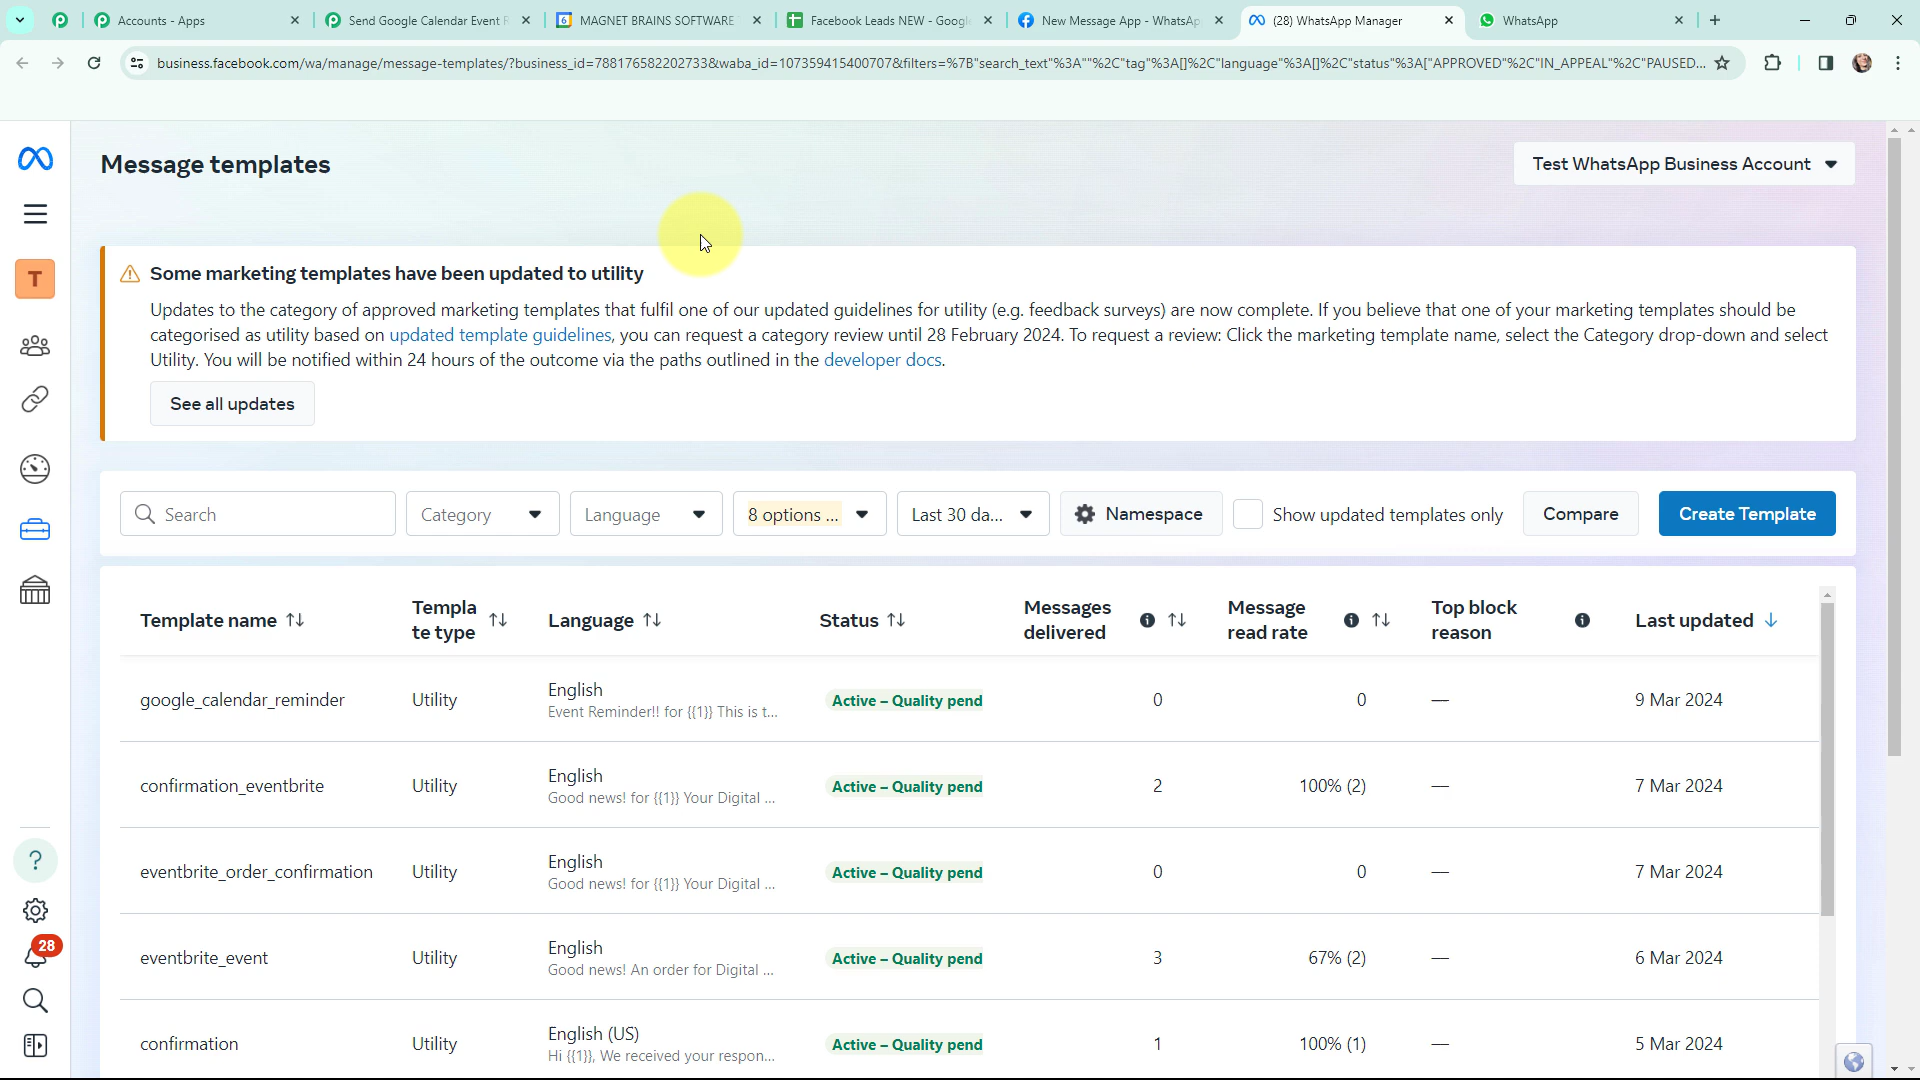 Accounts - Apps
Send Google Calendar Event R
6
MAGNET BRAINS SOFTWARE
Facebook Leads NEW - Google
New Message App - WhatsAp
(28) WhatsApp Manager
WhatsApp
business.facebook.com/wa/manage/message-templates/?business_id=788176582202733&waba_id=107359415400707&filters=%7B"search_text"%3A""%2C"tag"%3A[]%2C"language"%3A[]%2C"status"%3A["APPROVED"%2C"IN_APPEAL"%2C"PAUSED...
Message templates
Test WhatsApp Business Account
T
Some marketing templates have been updated to utility
Updates to the category of approved marketing templates that fulfil one of our updated guidelines for utility (e.g. feedback surveys) are now complete. If you believe that one of your marketing templates should be
categorised as utility based on updated template guidelines, you can request a category review until 28 February 2024. To request a review: Click the marketing template name, select the Category drop-down and select
Utility. You will be notified within 24 hours of the outcome via the paths outlined in the developer docs.
See all updates
Search
Category
Language
8 options ...
Last 30 da...
Namespace
Show updated templates only
Compare
Create Template
Template name
Templa
te type
Language
Status
Messages
delivered
Message
read rate
Top block
reason
Last updated
google_calendar_reminder
Utility
English
Event Reminder!! for {{1}} This is t...
Active – Quality pend
0
0
—
9 Mar 2024
confirmation_eventbrite
Utility
English
Good news! for {{1}} Your Digital ...
Active – Quality pend
2
100% (2)
—
7 Mar 2024
eventbrite_order_confirmation
Utility
English
Good news! for {{1}} Your Digital ...
Active – Quality pend
0
0
—
7 Mar 2024
eventbrite_event
Utility
English
Good news! An order for Digital ...
Active – Quality pend
3
67% (2)
—
6 Mar 2024
confirmation
Utility
English (US)
Hi {{1}}, We received your respon...
Active – Quality pend
1
100% (1)
—
5 Mar 2024
?
28